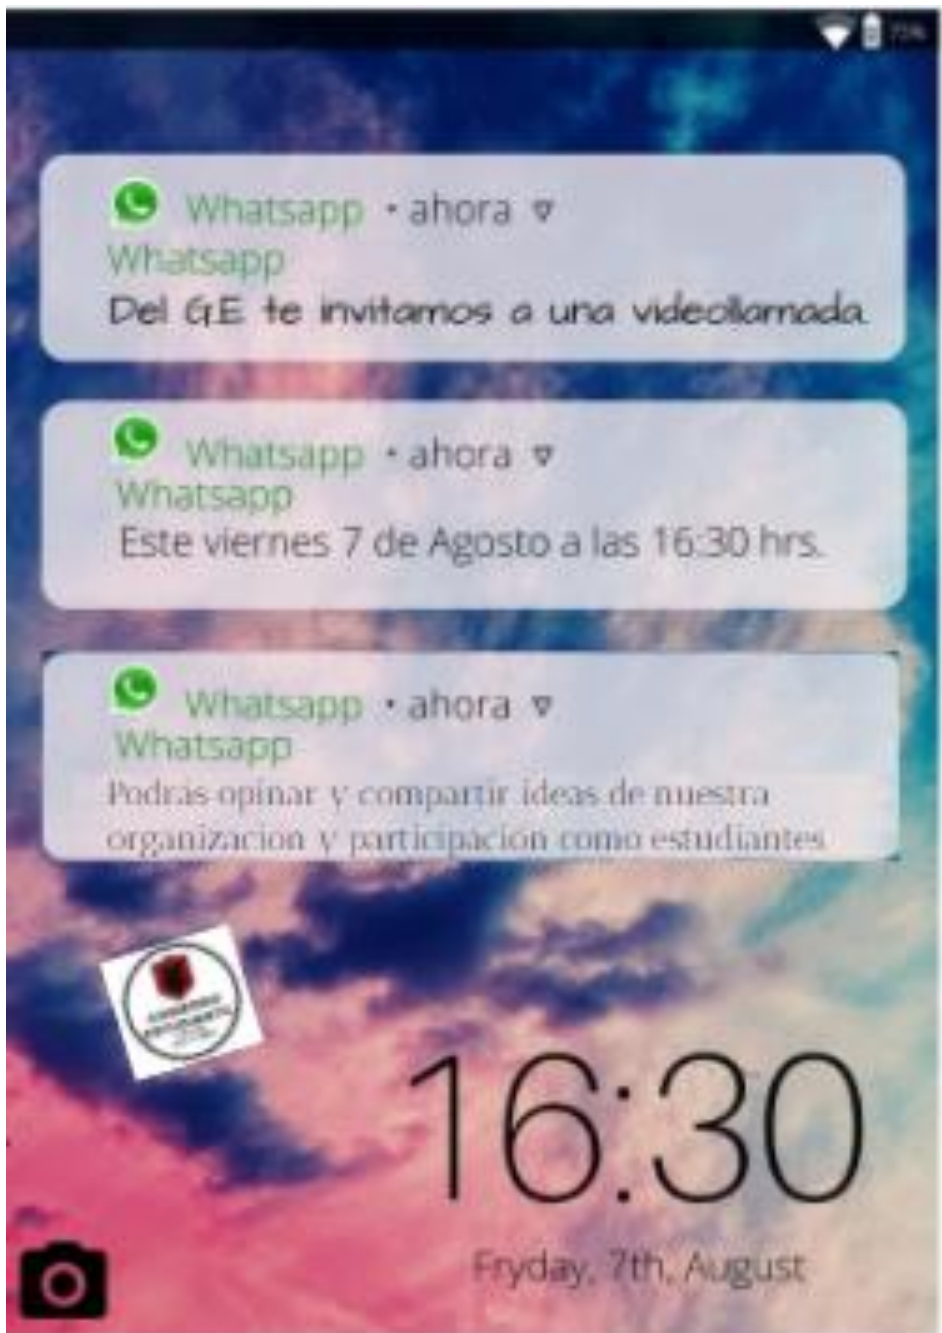 75%
Whatsapp • ahora ▿
Whatsapp
Del GE te invitamos a una videollamada.
Whatsapp • ahora ▿
Whatsapp
Este viernes 7 de Agosto a las 16:30 hrs.
Whatsapp • ahora ▿
Whatsapp
Podras opinar y compartir ideas de nuestra
organizacion y participacion como estudiantes
16:30
Fryday, 7th, August